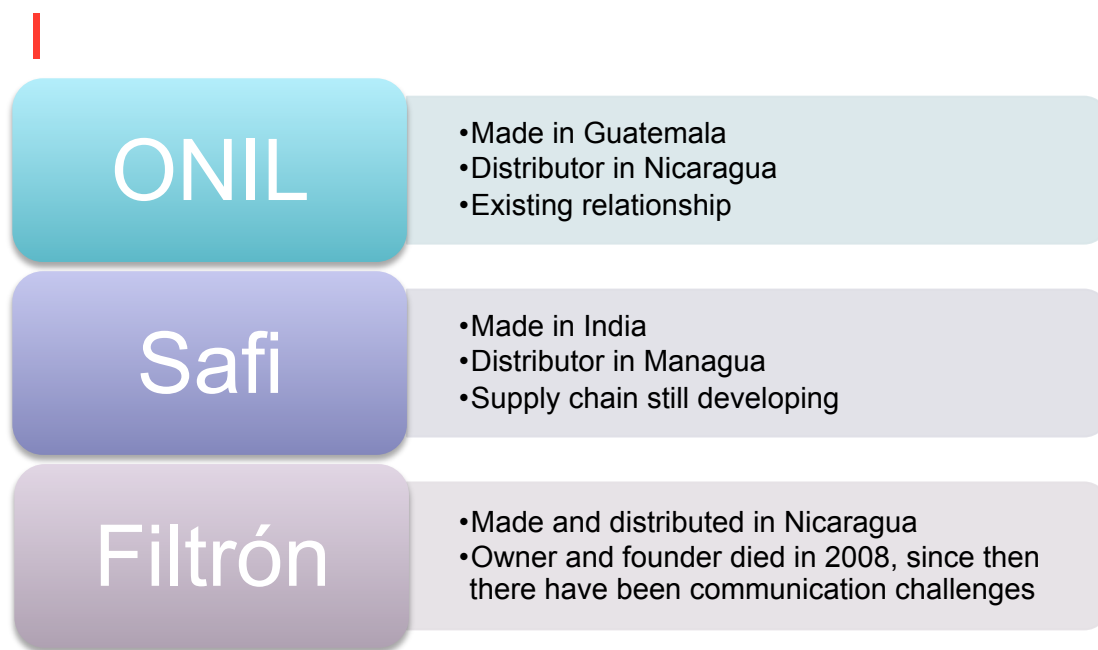 ONIL
•Made in Guatemala
•Distributor in Nicaragua
•Existing relationship
Safi
•Made in India
•Distributor in Managua
•Supply chain still developing
Filtrón
•Made and distributed in Nicaragua
•Owner and founder died in 2008, since then
there have been communication challenges